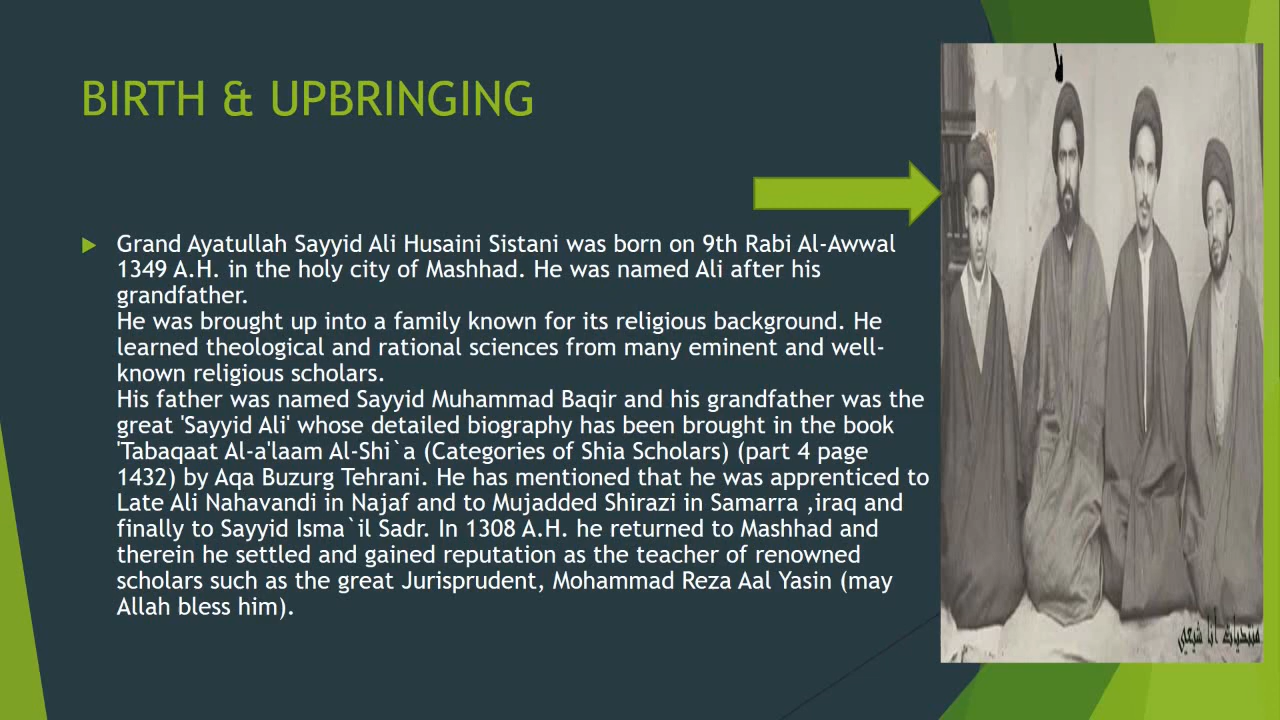 BIRTH & UPBRINGING
Grand Ayatullah Sayyid Ali Husaini Sistani was born on 9th Rabi Al-Awwal
1349 A.H. in the holy city of Mashhad. He was named Ali after his
grandfather.
He was brought up into a family known for its religious background. He
learned theological and rational sciences from many eminent and well-
known religious scholars.
His father was named Sayyid Muhammad Baqir and his grandfather was the
great 'Sayyid Ali' whose detailed biography has been brought in the book
'Tabaqaat Al-a'laam Al-Shi`a (Categories of Shia Scholars) (part 4 page
1432) by Aqa Buzurg Tehrani. He has mentioned that he was apprenticed to
Late Ali Nahavandi in Najaf and to Mujadded Shirazi in Samarra ,iraq and
finally to Sayyid Isma`il Sadr. In 1308 A.H. he returned to Mashhad and
therein he settled and gained reputation as the teacher of renowned
scholars such as the great Jurisprudent, Mohammad Reza Aal Yasin (may
Allah bless him).
منتديات أنا شيعي